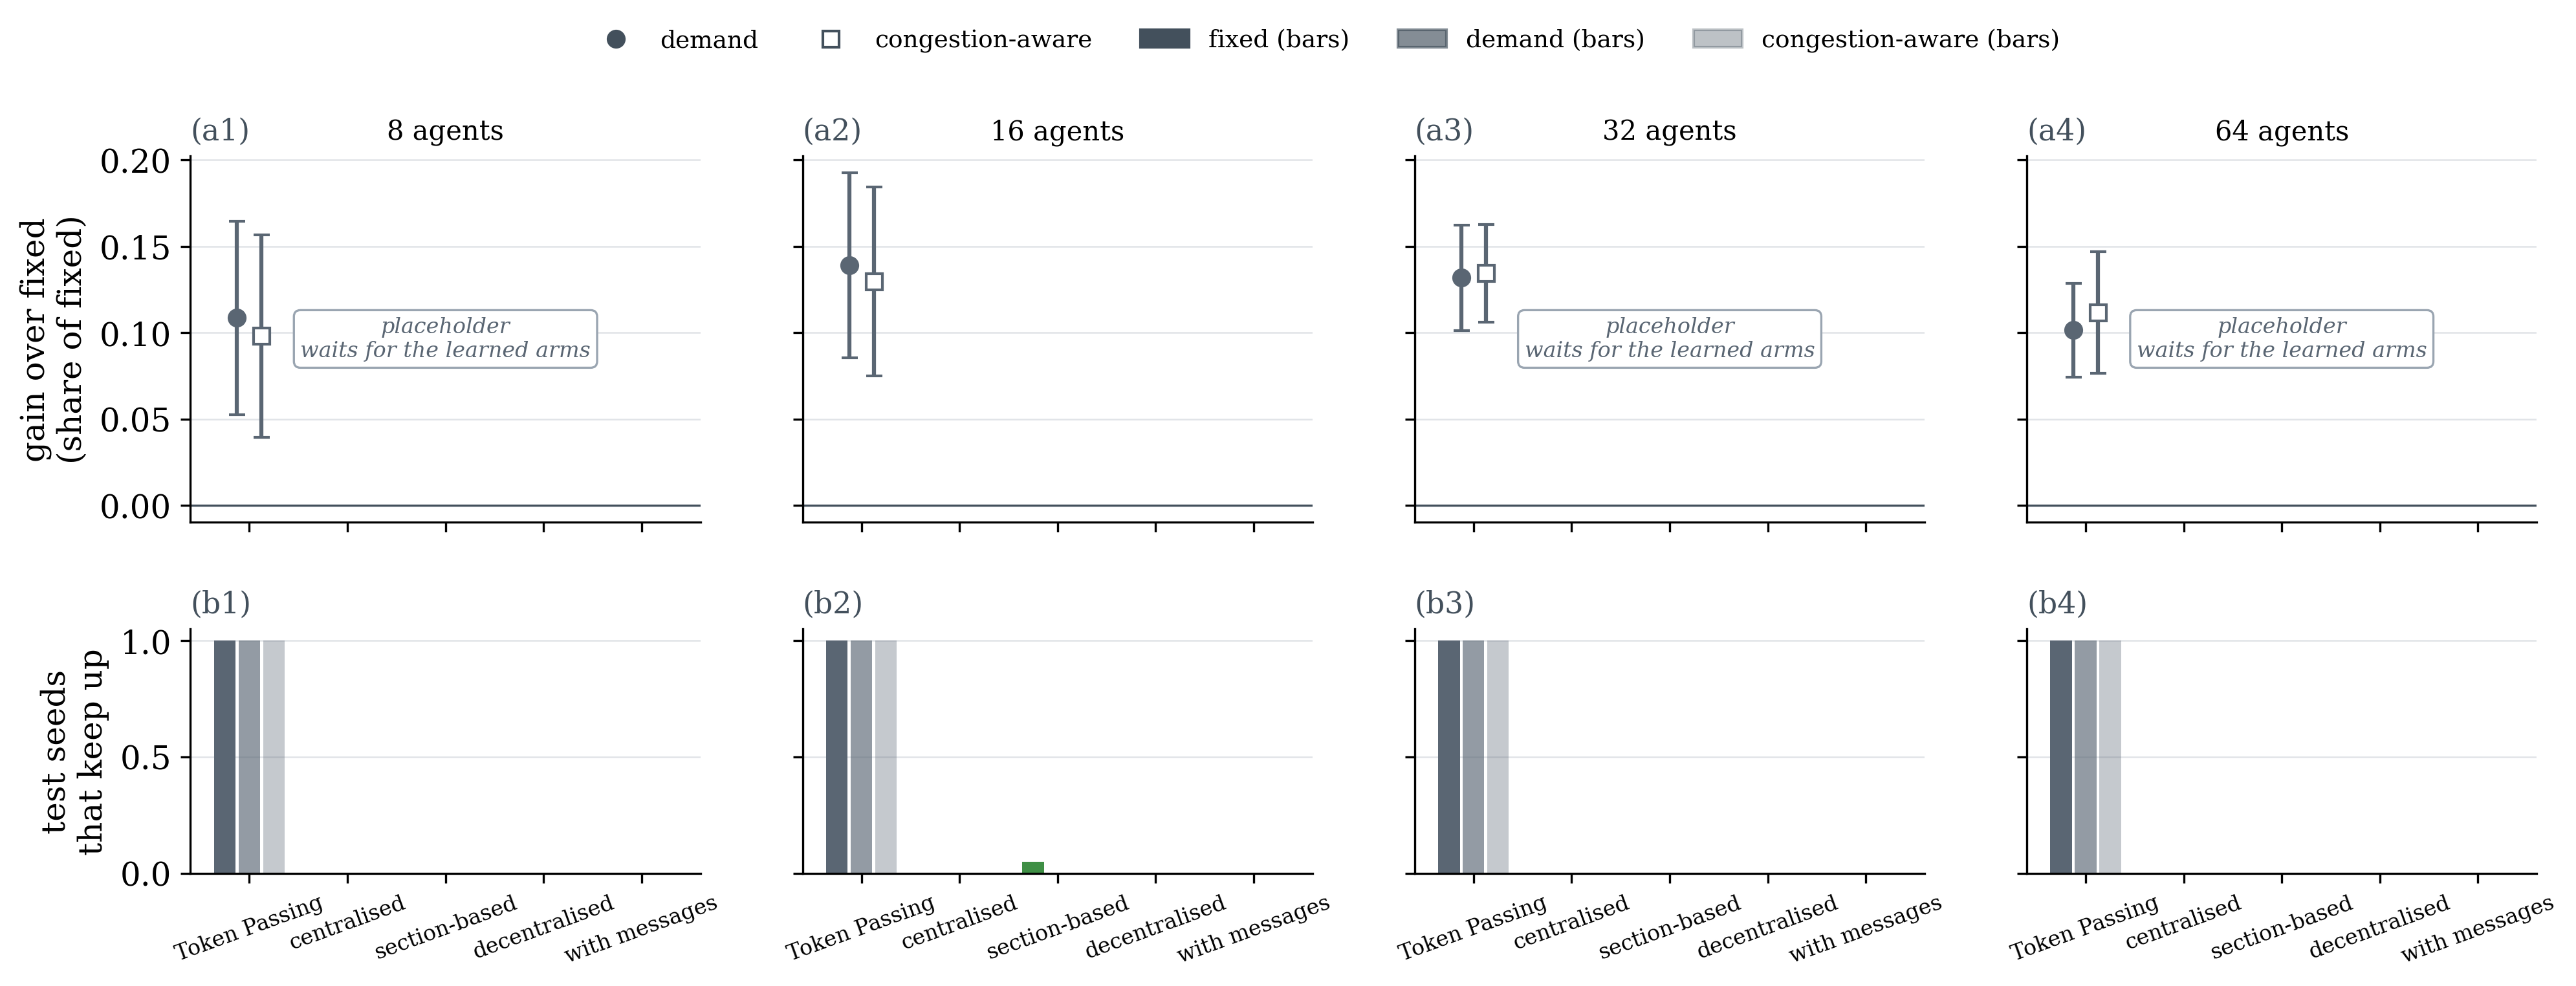 demand
congestion-aware
fixed (bars)
demand (bars)
congestion-aware (bars)
(a1)
8 agents
(a2)
16 agents
(a3)
32 agents
(a4)
64 agents
gain over fixed
(share of fixed)
0.20
0.15
0.10
0.05
0.00
placeholder
waits for the learned arms
placeholder
waits for the learned arms
placeholder
waits for the learned arms
(b1)
(b2)
(b3)
(b4)
test seeds
that keep up
1.0
0.5
0.0
Token Passing
centralised
section-based
decentralised
with messages
Token Passing
centralised
section-based
decentralised
with messages
Token Passing
centralised
section-based
decentralised
with messages
Token Passing
centralised
section-based
decentralised
with messages